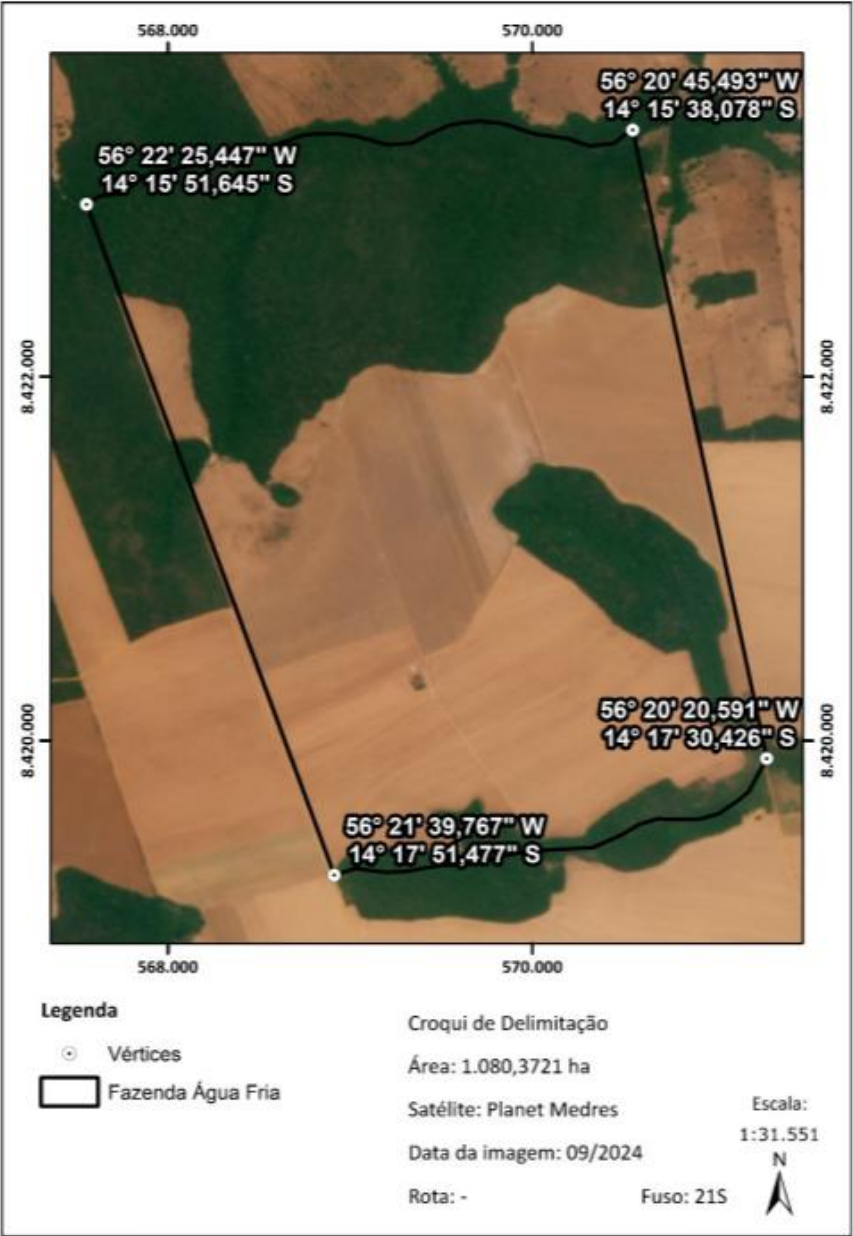 568.000
570.000
56° 20' 45,493" W
14° 15' 38,078" S
56° 22' 25,447" W
14° 15' 51,645" S
8.422.000
8.422.000
56° 20' 20,591" W
14° 17' 30,426" S
8.420.000
8.420.000
56° 21' 39,767" W
14° 17' 51,477" S
568.000
570.000
Legenda
Vértices
Fazenda Água Fria
Croqui de Delimitação
Área: 1.080,3721 ha
Satélite: Planet Medres
Data da imagem: 09/2024
Rota: -
Fuso: 21S
Escala:
1:31.551
N